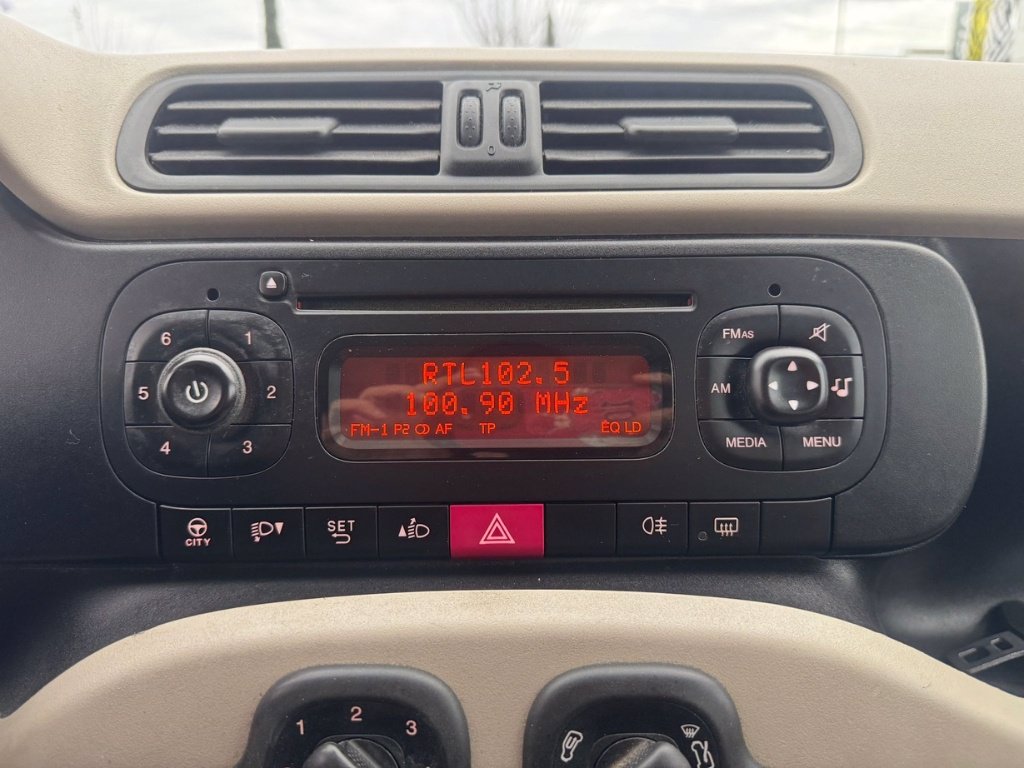 0
6 1
5 2
4 3
RTL102.5
100.90 MHz
FM-1 P2 AF TP EQ LD
FMAS
AM
MEDIA MENU
CITY
SET
1 2 3